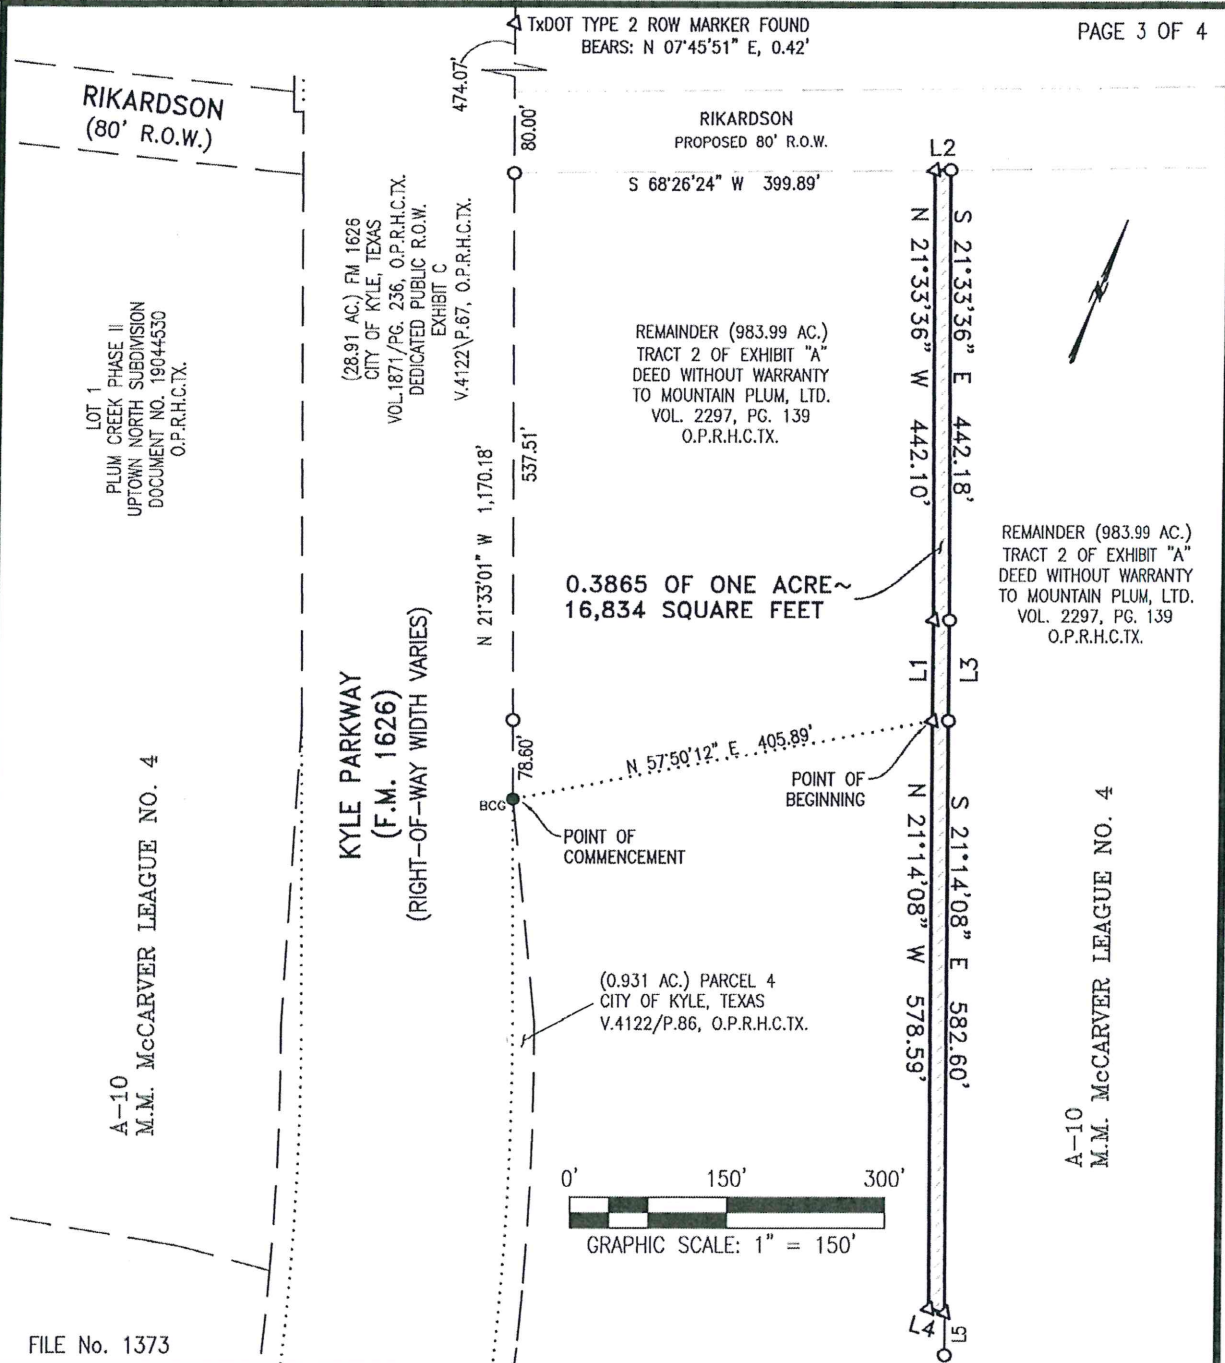 TxDOT TYPE 2 ROW MARKER FOUND
BEARS: N 07°45'51" E, 0.42'
PAGE 3 OF 4
RIKARDSON
(80' R.O.W.)
474.07'
80.00'
RIKARDSON
PROPOSED 80' R.O.W.
L2
S 68°26'24" W 399.89'
(28.91 AC.) FM 1626
CITY OF KYLE, TEXAS
VOL.1871/PG. 236, O.P.R.H.C.TX.
DEDICATED PUBLIC R.O.W.
EXHIBIT C
V.4122\P.67, O.P.R.H.C.TX.
LOT 1
PLUM CREEK PHASE II
UPTOWN NORTH SUBDIVISION
DOCUMENT NO. 19044530
O.P.R.H.C.TX.
N 21°33'01" W 1,170.18'
537.51'
REMAINDER (983.99 AC.)
TRACT 2 OF EXHIBIT "A"
DEED WITHOUT WARRANTY
TO MOUNTAIN PLUM, LTD.
VOL. 2297, PG. 139
O.P.R.H.C.TX.
N 21°33'36" W 442.10'
S 21°33'36" E 442.18'
REMAINDER (983.99 AC.)
TRACT 2 OF EXHIBIT "A"
DEED WITHOUT WARRANTY
TO MOUNTAIN PLUM, LTD.
VOL. 2297, PG. 139
O.P.R.H.C.TX.
0.3865 OF ONE ACRE~
16,834 SQUARE FEET
L1
L3
KYLE PARKWAY
(F.M. 1626)
(RIGHT-OF-WAY WIDTH VARIES)
78.60'
N 57°50'12" E 405.89'
BCG
POINT OF
COMMENCEMENT
POINT OF
BEGINNING
N 21°14'08" W 578.59'
S 21°14'08" E 582.60'
A-10
M.M. McCARVER LEAGUE NO. 4
A-10
M.M. McCARVER LEAGUE NO. 4
(0.931 AC.) PARCEL 4
CITY OF KYLE, TEXAS
V.4122/P.86, O.P.R.H.C.TX.
0' 150' 300'
GRAPHIC SCALE: 1" = 150'
L4
L5
FILE No. 1373